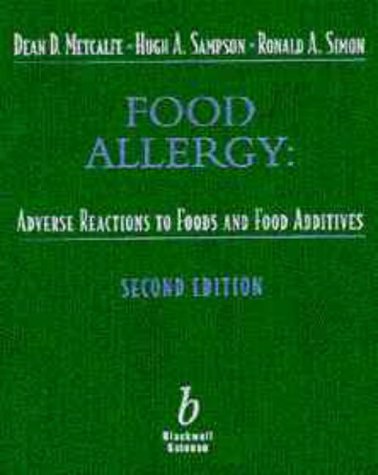 DEAN D. METCALFE · HUGH A. SAMPSON · RONALD A. SIMON
FOOD
ALLERGY:
ADVERSE REACTIONS TO FOODS AND FOOD ADDITIVES
SECOND EDITION
b
Blackwell
Science